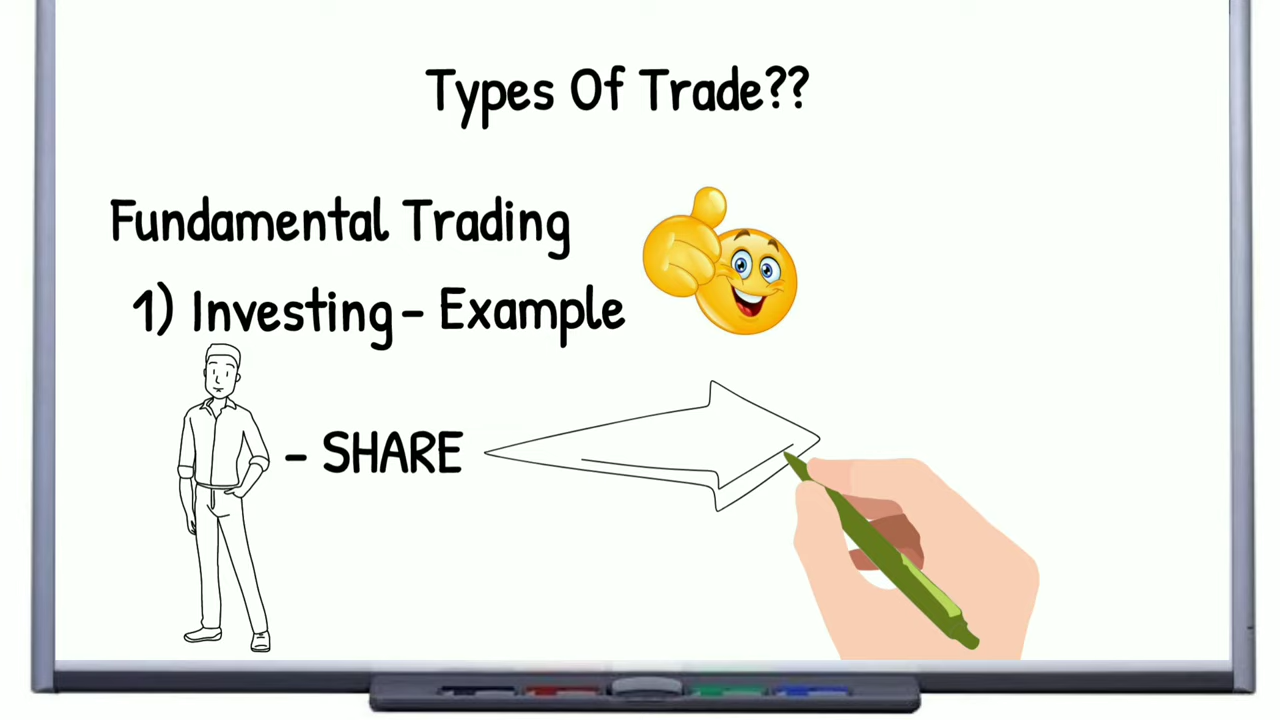 Types Of Trade??
Fundamental Trading
1) Investing - Example
- SHARE